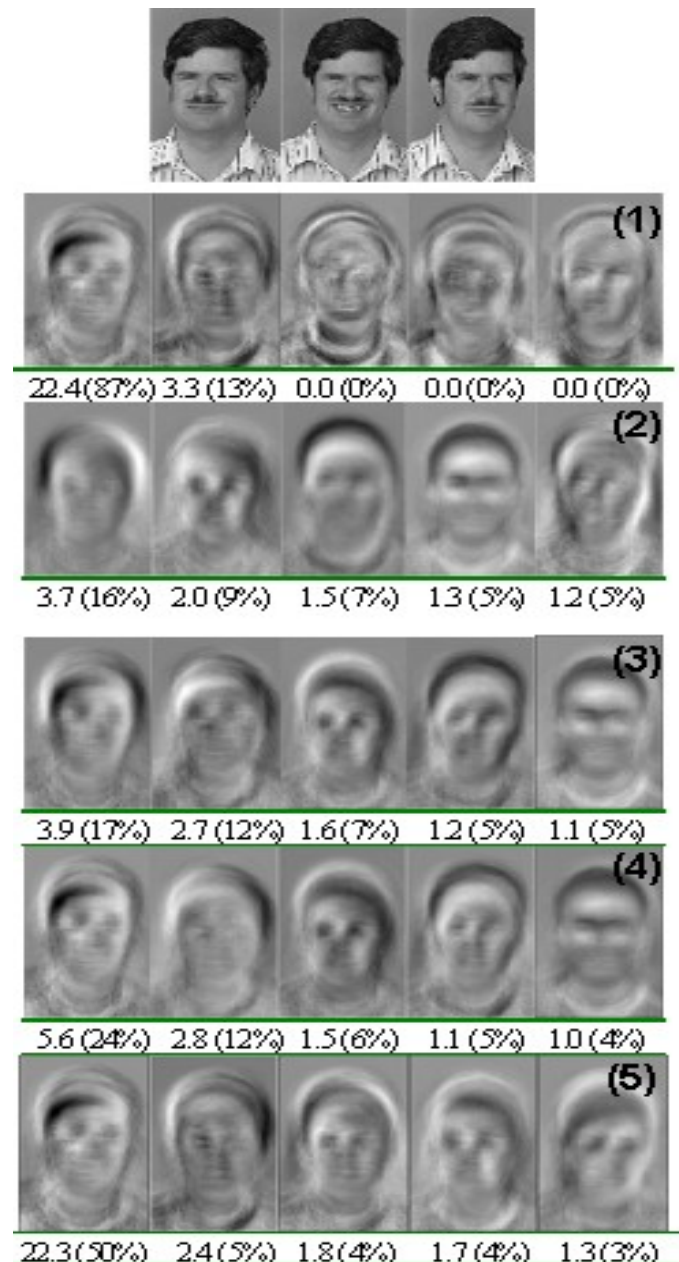 (1)
22.4 (87%) 3.3 (13%) 0.0 (0%) 0.0 (0%) 0.0 (0%)
(2)
3.7 (16%) 2.0 (9%) 1.5 (7%) 1.3 (5%) 1.2 (5%)
(3)
3.9 (17%) 2.7 (12%) 1.6 (7%) 1.2 (5%) 1.1 (5%)
(4)
5.6 (24%) 2.8 (12%) 1.5 (6%) 1.1 (5%) 1.0 (4%)
(5)
22.3 (50%) 2.4 (5%) 1.8 (4%) 1.7 (4%) 1.3 (3%)